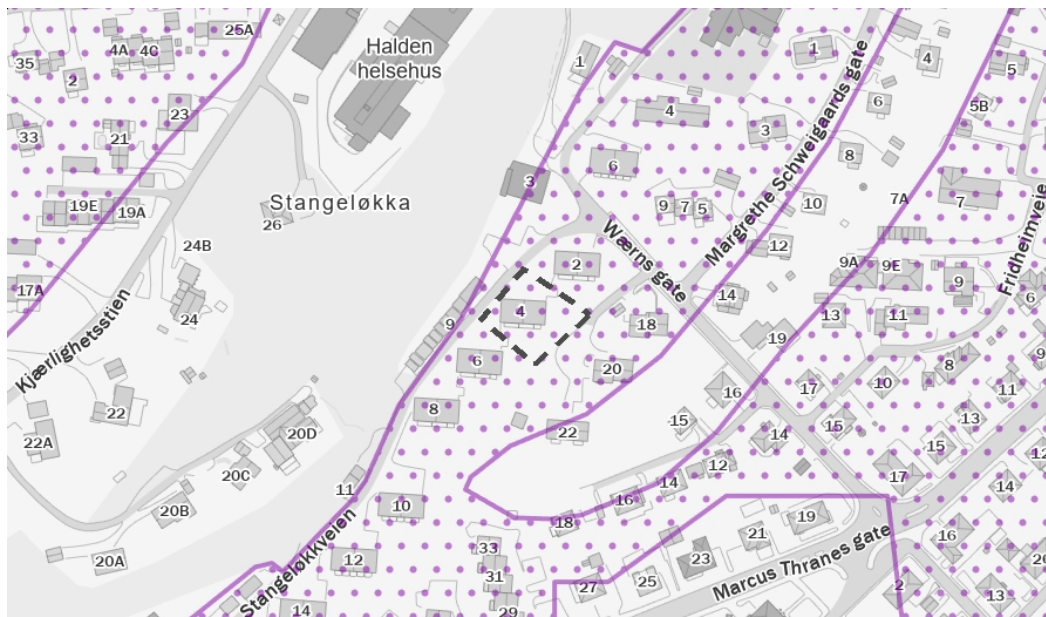 25A
4A
4C
35
2
33
23
21
19E
19A
17A
24B
24
Kjærlighetsstien
22
22A
Halden
helsehus
Stangeløkka
26
20D
20C
20B
20A
11
Stangeløkkveien
1
3
9
4
6
8
10
12
14
2
4
6
3
1
9
7
5
Wærns gate
Margrethe Schweigaards gate
4
6
8
10
12
14
16
18
20
22
15
5
5B
7A
7
9A
9E
9
13
11
19
17
15
10
8
11
13
15
9
6
Fridheimveie
12
14
17
14
12
14
16
18
33
31
29
27
25
23
21
19
Marcus Thranes gate
2
16
13
26